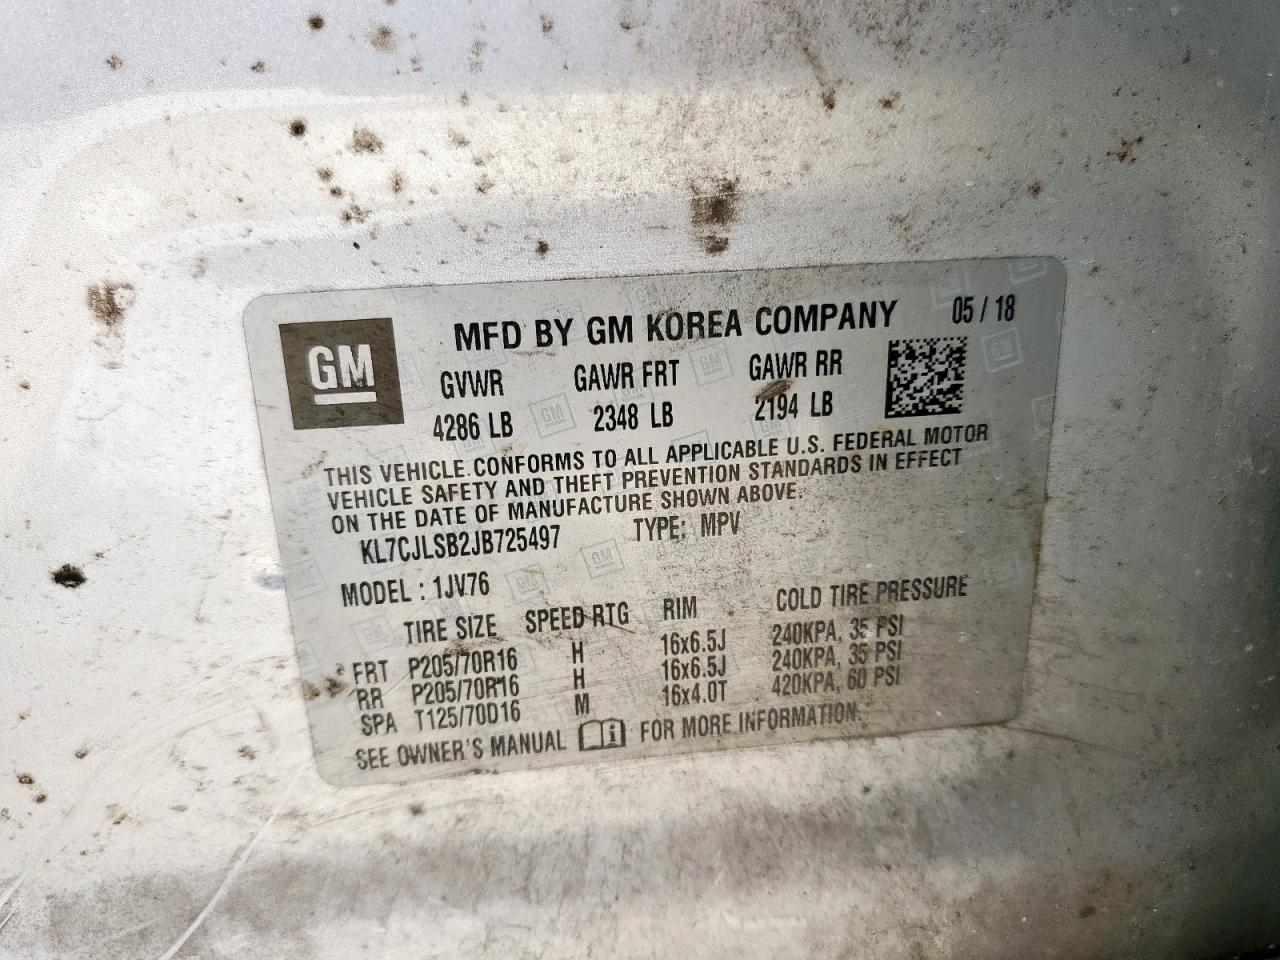 GM
MFD BY GM KOREA COMPANY 05 / 18
GVWR GAWR FRT GAWR RR
4286 LB 2348 LB 2194 LB
THIS VEHICLE CONFORMS TO ALL APPLICABLE U.S. FEDERAL MOTOR
VEHICLE SAFETY AND THEFT PREVENTION STANDARDS IN EFFECT
ON THE DATE OF MANUFACTURE SHOWN ABOVE.
KL7CJLSB2JB725497 TYPE: MPV
MODEL : 1JV76
TIRE SIZE SPEED RTG RIM COLD TIRE PRESSURE
FRT P205/70R16 H 16x6.5J 240KPA, 35 PSI
RR P205/70R16 H 16x6.5J 240KPA, 35 PSI
SPA T125/70D16 M 16x4.0T 420KPA, 60 PSI
SEE OWNER'S MANUAL i FOR MORE INFORMATION.